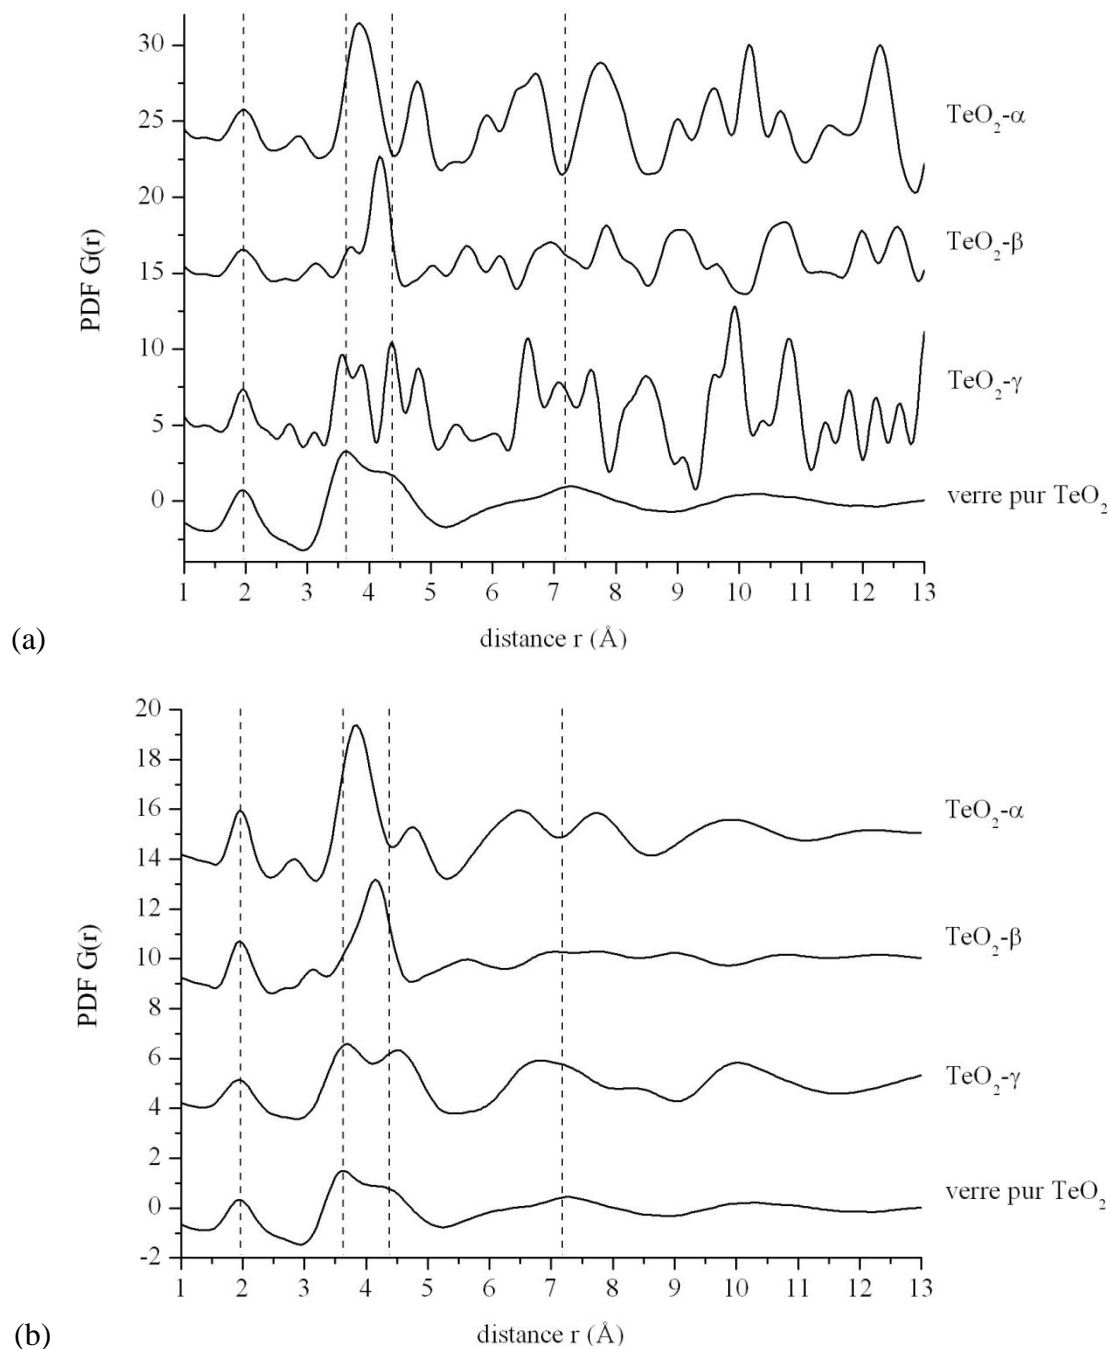 30
25
20
15
10
5
0
PDF G(r)
TeO₂-α
TeO₂-β
TeO₂-γ
verre pur TeO₂
1 2 3 4 5 6 7 8 9 10 11 12 13
distance r (Å)
(a)
20
18
16
14
12
10
8
6
4
2
0
-2
PDF G(r)
TeO₂-α
TeO₂-β
TeO₂-γ
verre pur TeO₂
1 2 3 4 5 6 7 8 9 10 11 12 13
distance r (Å)
(b)